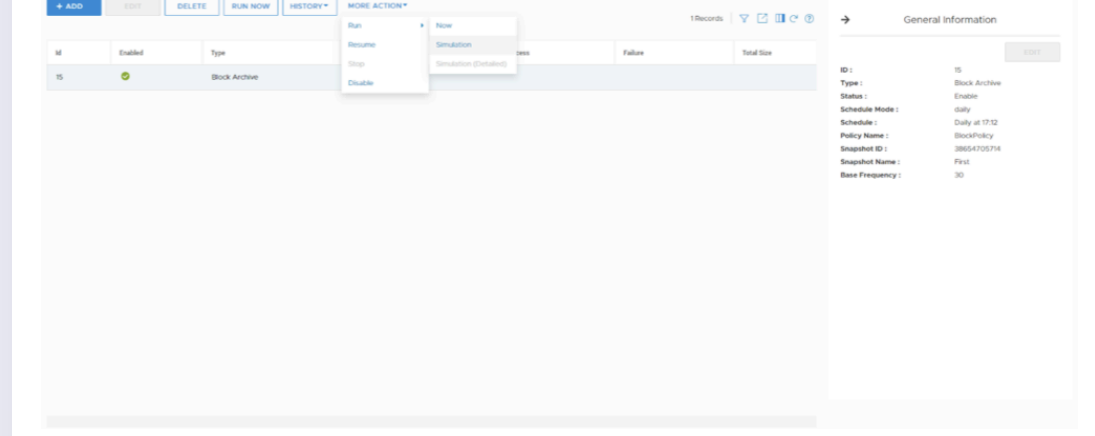 + ADD EDIT DELETE RUN NOW HISTORY MORE ACTION
1 Records
Run Now
Resume Simulation
Stop Simulation (Detailed)
Disable
Id Enabled Type Failure Total Size
15 Block Archive
General Information
EDIT
ID : 15
Type : Block Archive
Status : Enable
Schedule Mode : daily
Schedule : Daily at 17:12
Policy Name : BlockPolicy
Snapshot ID : 38654705714
Snapshot Name : First
Base Frequency : 30